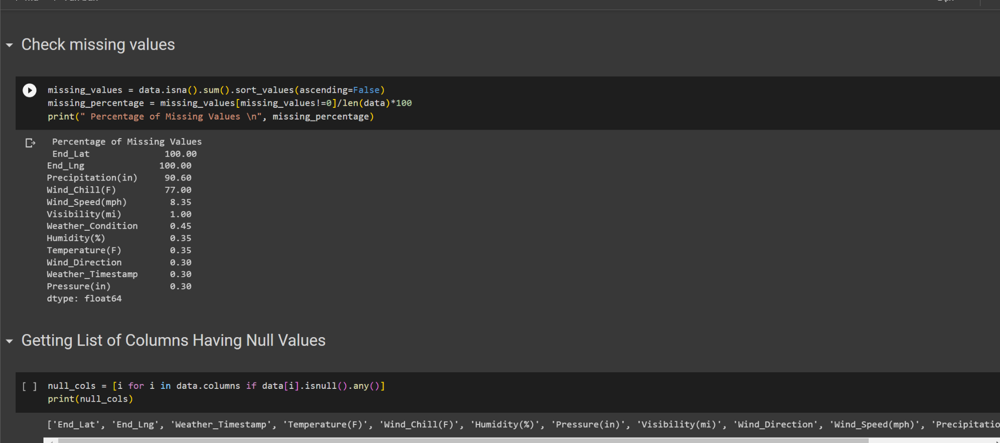 Check missing values
missing_values = data.isna().sum().sort_values(ascending=False)
missing_percentage = missing_values[missing_values!=0]/len(data)*100
print(" Percentage of Missing Values \n", missing_percentage)
Percentage of Missing Values
End_Lat 100.00
End_Lng 100.00
Precipitation(in) 90.60
Wind_Chill(F) 77.00
Wind_Speed(mph) 8.35
Visibility(mi) 1.00
Weather_Condition 0.45
Humidity(%) 0.35
Temperature(F) 0.35
Wind_Direction 0.30
Weather_Timestamp 0.30
Pressure(in) 0.30
dtype: float64
Getting List of Columns Having Null Values
[ ] null_cols = [i for i in data.columns if data[i].isnull().any()]
print(null_cols)
['End_Lat', 'End_Lng', 'Weather_Timestamp', 'Temperature(F)', 'Wind_Chill(F)', 'Humidity(%)', 'Pressure(in)', 'Visibility(mi)', 'Wind_Direction', 'Wind_Speed(mph)', 'Precipitatio